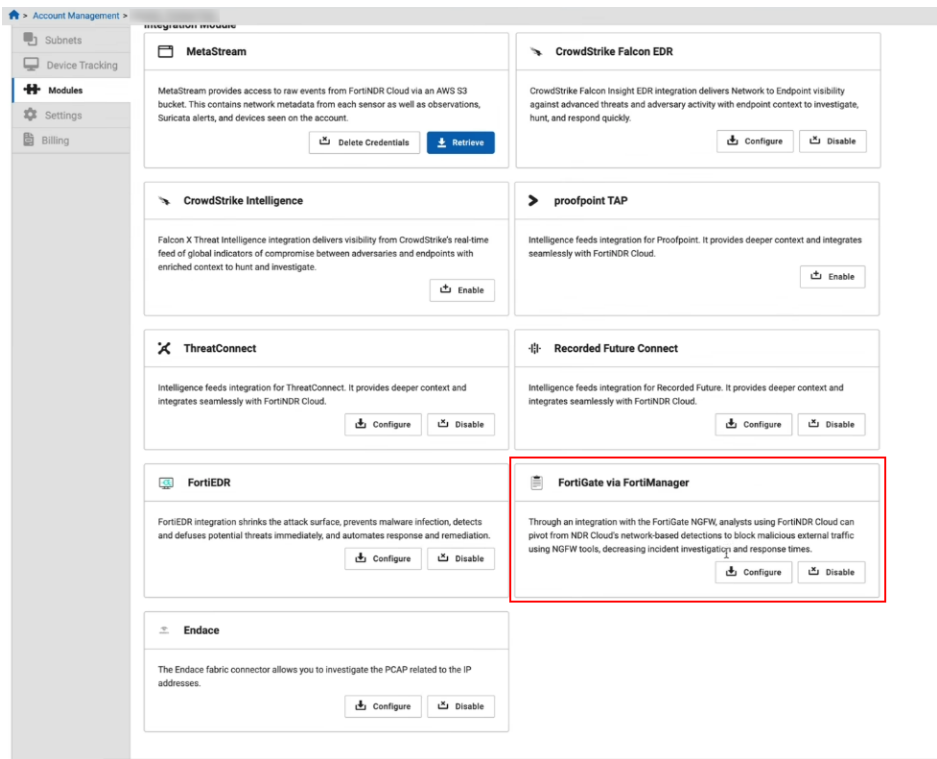 > Account Management >
Integration Module
Subnets
Device Tracking
Modules
Settings
Billing
MetaStream
MetaStream provides access to raw events from FortiNDR Cloud via an AWS S3
bucket. This contains network metadata from each sensor as well as observations,
Suricata alerts, and devices seen on the account.
Delete Credentials
Retrieve
CrowdStrike Falcon EDR
CrowdStrike Falcon Insight EDR integration delivers Network to Endpoint visibility
against advanced threats and adversary activity with endpoint context to investigate,
hunt, and respond quickly.
Configure
Disable
CrowdStrike Intelligence
Falcon X Threat Intelligence integration delivers visibility from CrowdStrike's real-time
feed of global indicators of compromise between adversaries and endpoints with
enriched context to hunt and investigate.
Enable
proofpoint TAP
Intelligence feeds integration for Proofpoint. It provides deeper context and integrates
seamlessly with FortiNDR Cloud.
Enable
ThreatConnect
Intelligence feeds integration for ThreatConnect. It provides deeper context and
integrates seamlessly with FortiNDR Cloud.
Configure
Disable
Recorded Future Connect
Intelligence feeds integration for Recorded Future. It provides deeper context and
integrates seamlessly with FortiNDR Cloud.
Configure
Disable
FortiEDR
FortiEDR integration shrinks the attack surface, prevents malware infection, detects
and defuses potential threats immediately, and automates response and remediation.
Configure
Disable
FortiGate via FortiManager
Through an integration with the FortiGate NGFW, analysts using FortiNDR Cloud can
pivot from NDR Cloud's network-based detections to block malicious external traffic
using NGFW tools, decreasing incident investigation and response times.
Configure
Disable
Endace
The Endace fabric connector allows you to investigate the PCAP related to the IP
addresses.
Configure
Disable